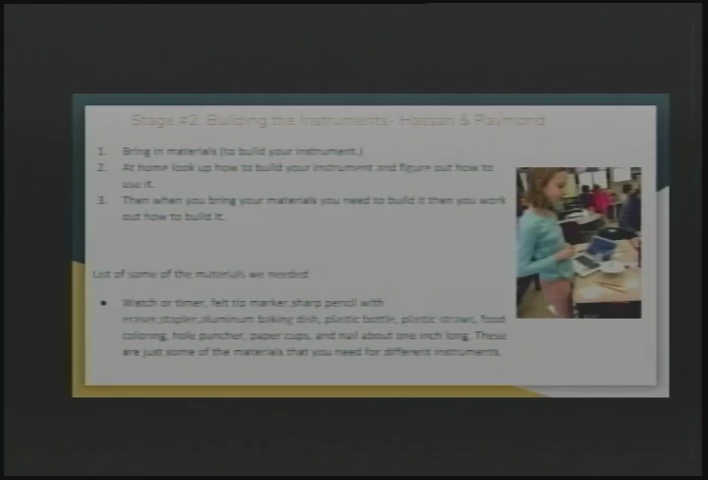 Stage #2: Building the Instruments- Hassan & Raymond
1. Bring in materials (to build your instrument.)
2. At home look up how to build your instrument and figure out how to
use it.
3. Then when you bring your materials you need to build it then you work
out how to build it.
List of some of the materials we needed
● Watch or timer, felt tip marker,sharp pencil with
eraser,stapler,aluminum baking dish, plastic bottle, plastic straws, food
coloring, hole puncher, paper cups, and nail about one inch long. These
are just some of the materials that you need for different instruments.